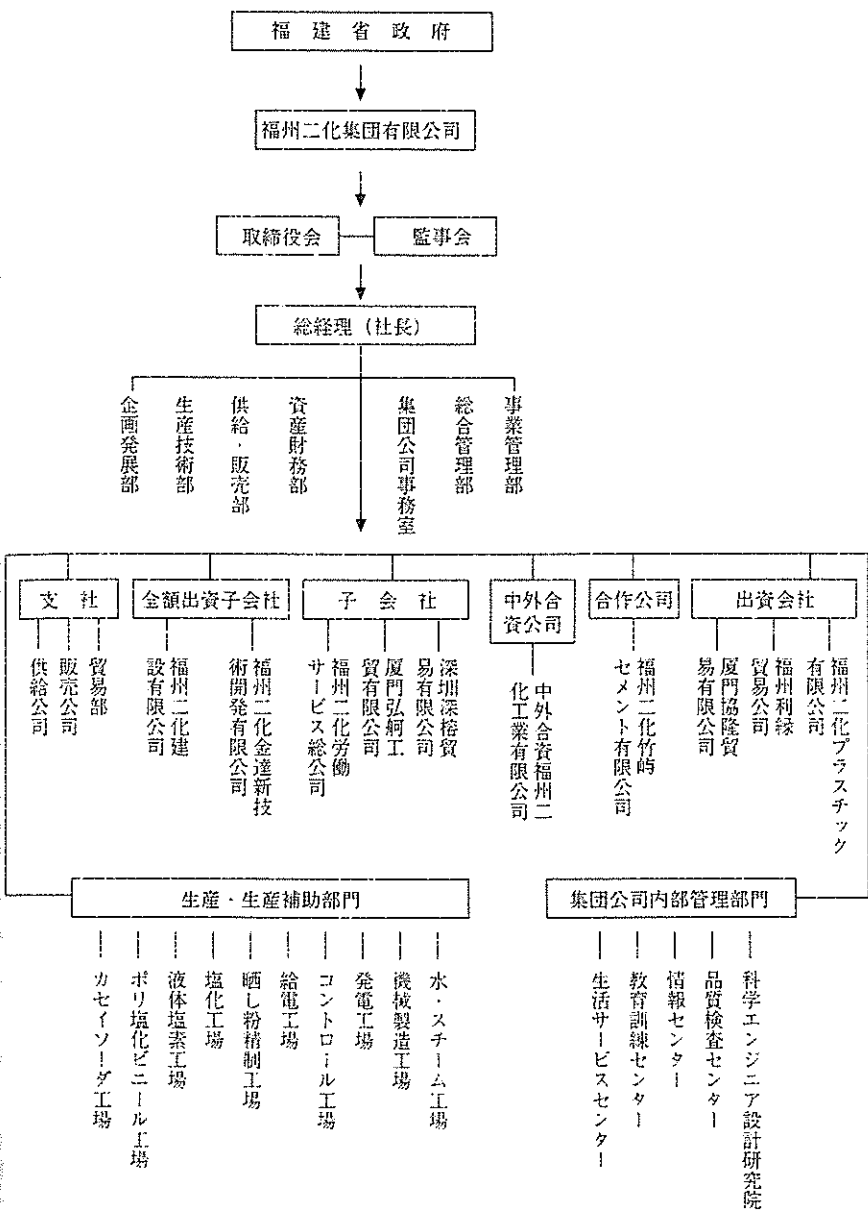 福建省政府
福州二化集団有限公司
取締役会
監事会
総経理（社長）
企画発展部
生産技術部
供給・販売部
資産財務部
集団公司事務室
総合管理部
事業管理部
支社
金額出資子会社
子会社
中外合
資公司
合作公司
出資会社
供給公司
販売公司
貿易部
福州二化建
設有限公司
福州二化金達新技
術開発有限公司
福州二化労働
サービス総公司
厦門弘舸工
貿有限公司
深圳深榕貿
易有限公司
中外合資福州二
化工業有限公司
福州二化竹嶼
セメント有限公司
厦門協隆貿
易有限公司
福州利緑
貿易公司
福州二化プラスチック
有限公司
生産・生産補助部門
集団公司内部管理部門
カセイソーダ工場
ポリ塩化ビニール工場
液体塩素工場
塩化工場
晒し粉精制工場
給電工場
コントロール工場
発電工場
機械製造工場
水・スチーム工場
生活サービスセンター
教育訓練センター
情報センター
品質検査センター
科学エンジニア設計研究院